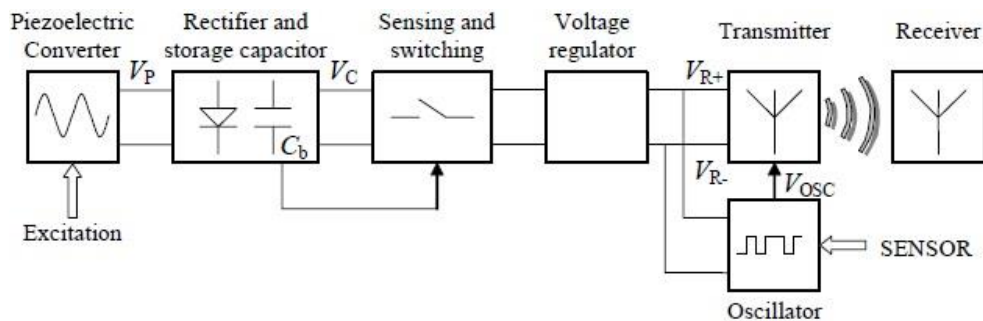 Piezoelectric
Converter
Rectifier and
storage capacitor
Sensing and
switching
Voltage
regulator
Transmitter
Receiver
VP
VC
VR+
Cb
VR-
VOSC
Excitation
SENSOR
Oscillator